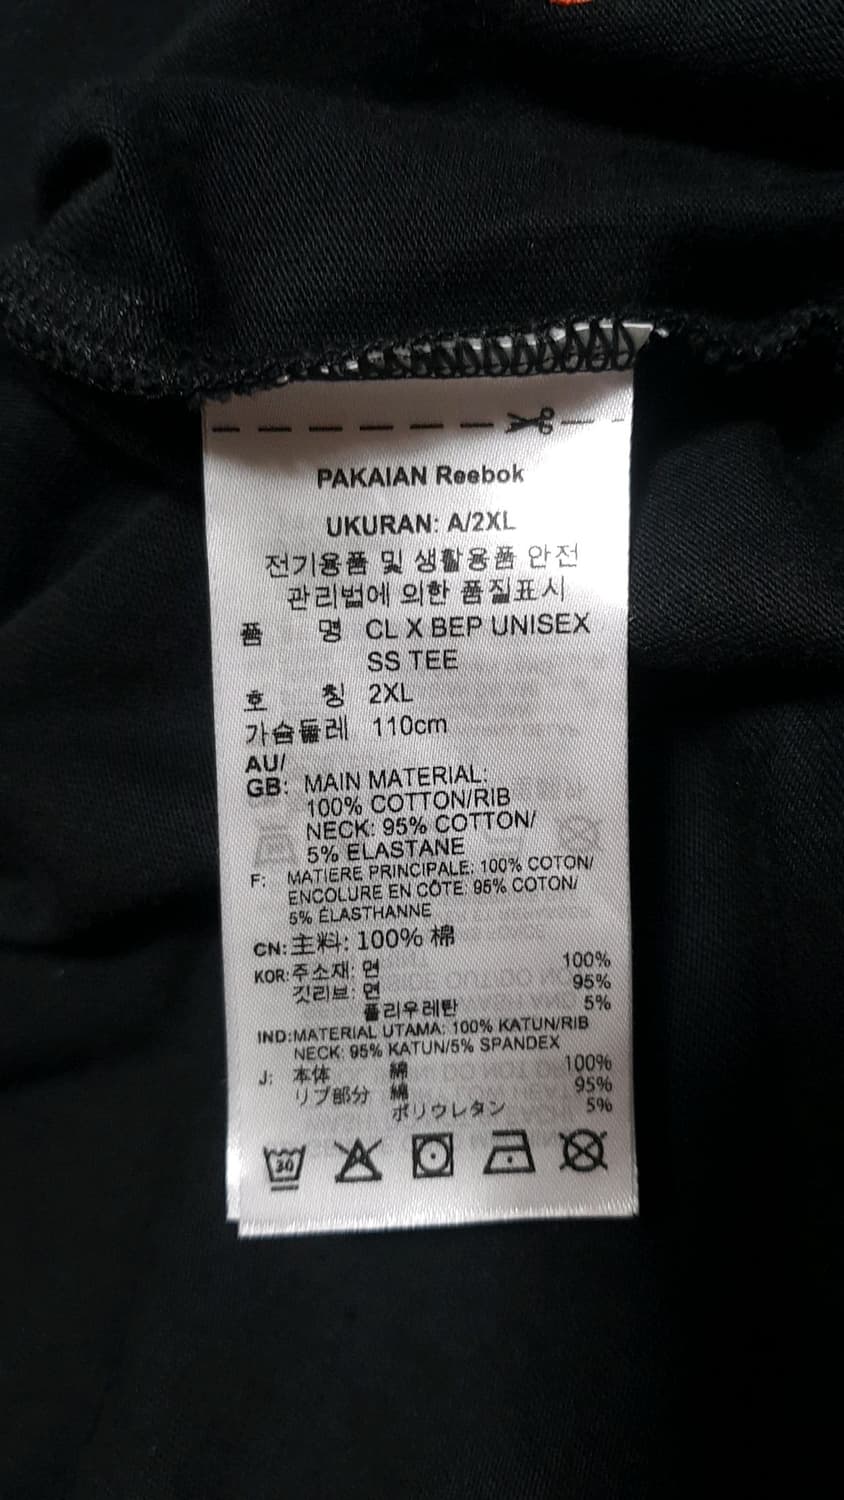 PAKAIAN Reebok
UKURAN: A/2XL
전기용품 및 생활용품 안전
관리법에 의한 품질표시
품 명 CL X BEP UNISEX
SS TEE
호 칭 2XL
가슴둘레 110cm
AU/
GB: MAIN MATERIAL:
100% COTTON/RIB
NECK: 95% COTTON/
5% ELASTANE
F: MATIERE PRINCIPALE: 100% COTON/
ENCOLURE EN CÔTE: 95% COTON/
5% ÉLASTHANNE
CN: 主料: 100% 棉
KOR: 주소재: 면 100%
깃리브: 면 95%
폴리우레탄 5%
IND: MATERIAL UTAMA: 100% KATUN/RIB
NECK: 95% KATUN/5% SPANDEX
J: 本体 綿 100%
リブ部分 綿 95%
ポリウレタン 5%
30